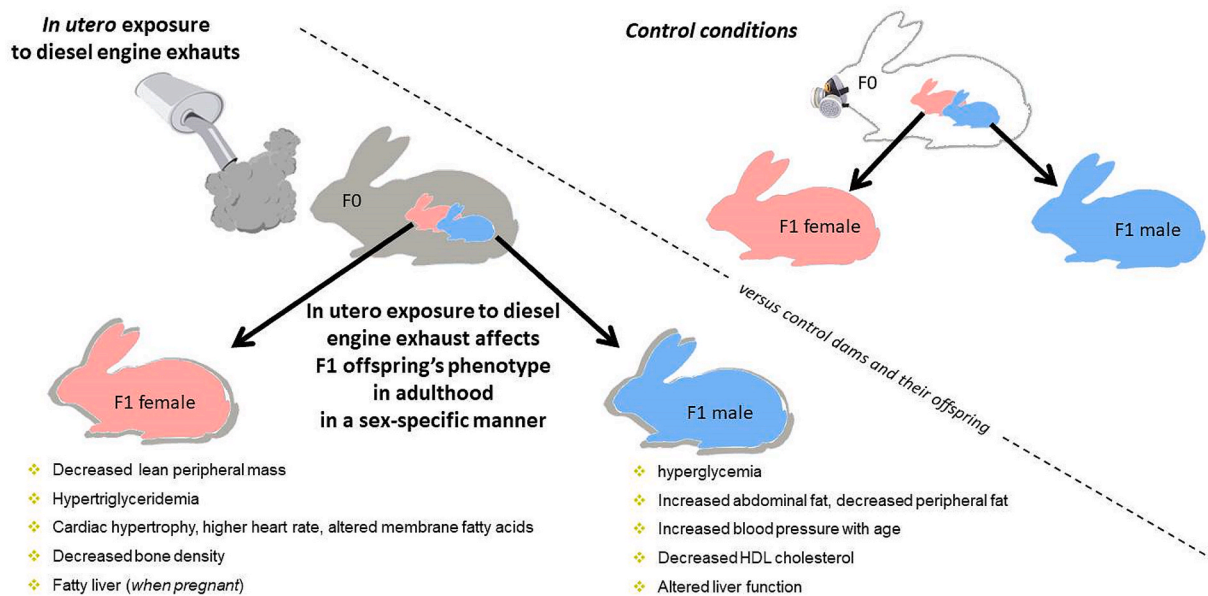 In utero exposure
to diesel engine exhauts
Control conditions
F0
F0
F1 female
F1 male
versus control dams and their offspring
In utero exposure to diesel
engine exhaust affects
F1 offspring's phenotype
in adulthood
in a sex-specific manner
F1 female
F1 male
Decreased lean peripheral mass
Hypertriglyceridemia
Cardiac hypertrophy, higher heart rate, altered membrane fatty acids
Decreased bone density
Fatty liver (when pregnant)
hyperglycemia
Increased abdominal fat, decreased peripheral fat
Increased blood pressure with age
Decreased HDL cholesterol
Altered liver function